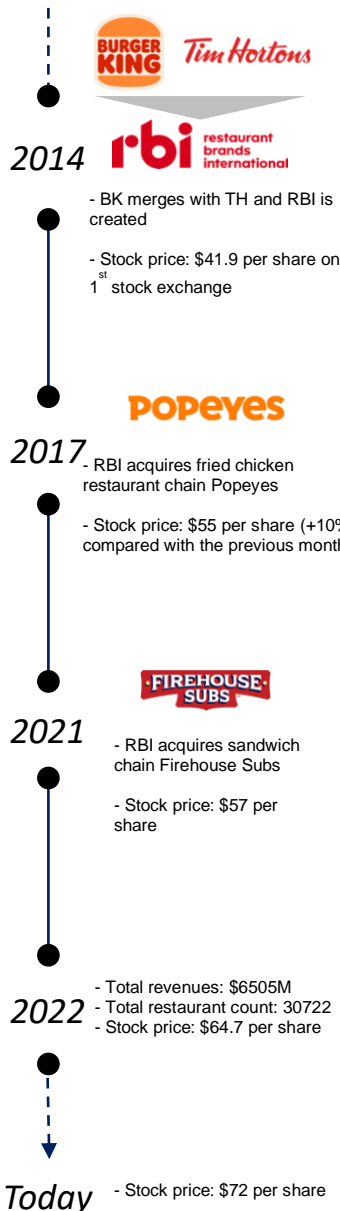 BURGER
KING
Tim Hortons
rbi
restaurant
brands
international
2014
- BK merges with TH and RBI is
created
- Stock price: $41.9 per share on
1st stock exchange
POPEYES
2017
- RBI acquires fried chicken
restaurant chain Popeyes
- Stock price: $55 per share (+10%
compared with the previous month
FIREHOUSE
SUBS
2021
- RBI acquires sandwich
chain Firehouse Subs
- Stock price: $57 per
share
2022
- Total revenues: $6505M
- Total restaurant count: 30722
- Stock price: $64.7 per share
Today
- Stock price: $72 per share